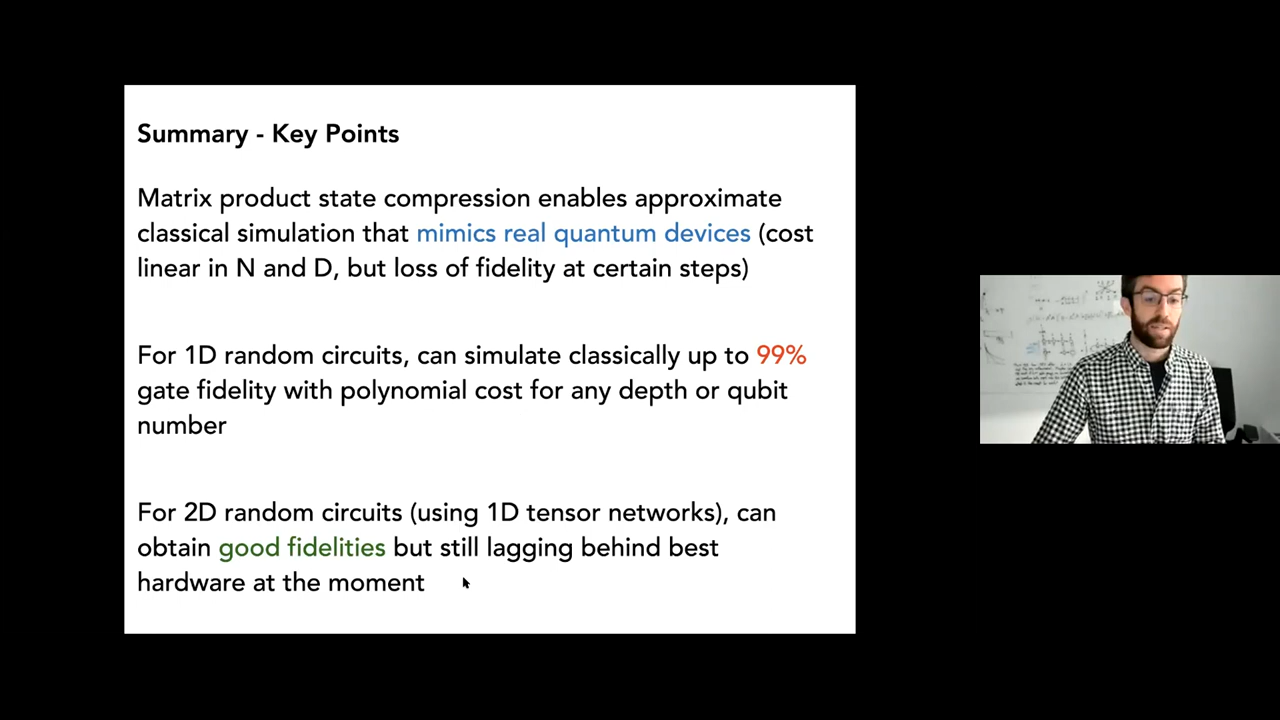 Summary - Key Points
Matrix product state compression enables approximate
classical simulation that mimics real quantum devices (cost
linear in N and D, but loss of fidelity at certain steps)
For 1D random circuits, can simulate classically up to 99%
gate fidelity with polynomial cost for any depth or qubit
number
For 2D random circuits (using 1D tensor networks), can
obtain good fidelities but still lagging behind best
hardware at the moment